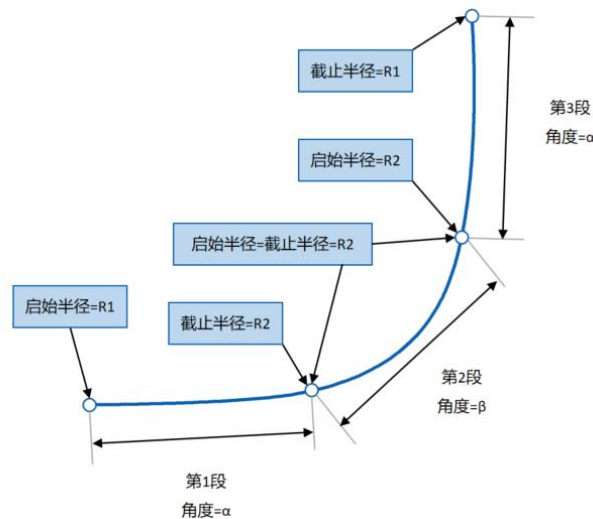 截止半径=R1
第3段
角度=α
启始半径=R2
启始半径=截止半径=R2
启始半径=R1
截止半径=R2
第2段
角度=β
第1段
角度=α